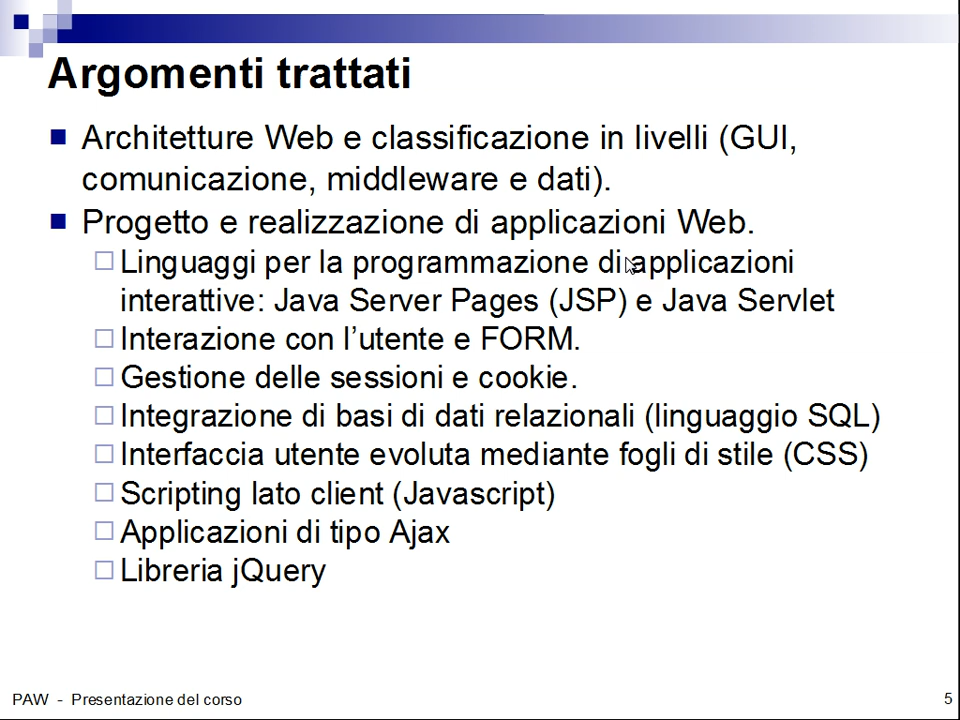 Argomenti trattati
Architetture Web e classificazione in livelli (GUI,
comunicazione, middleware e dati).
Progetto e realizzazione di applicazioni Web.
Linguaggi per la programmazione di applicazioni
interattive: Java Server Pages (JSP) e Java Servlet
Interazione con l’utente e FORM.
Gestione delle sessioni e cookie.
Integrazione di basi di dati relazionali (linguaggio SQL)
Interfaccia utente evoluta mediante fogli di stile (CSS)
Scripting lato client (Javascript)
Applicazioni di tipo Ajax
Libreria jQuery
PAW - Presentazione del corso
5